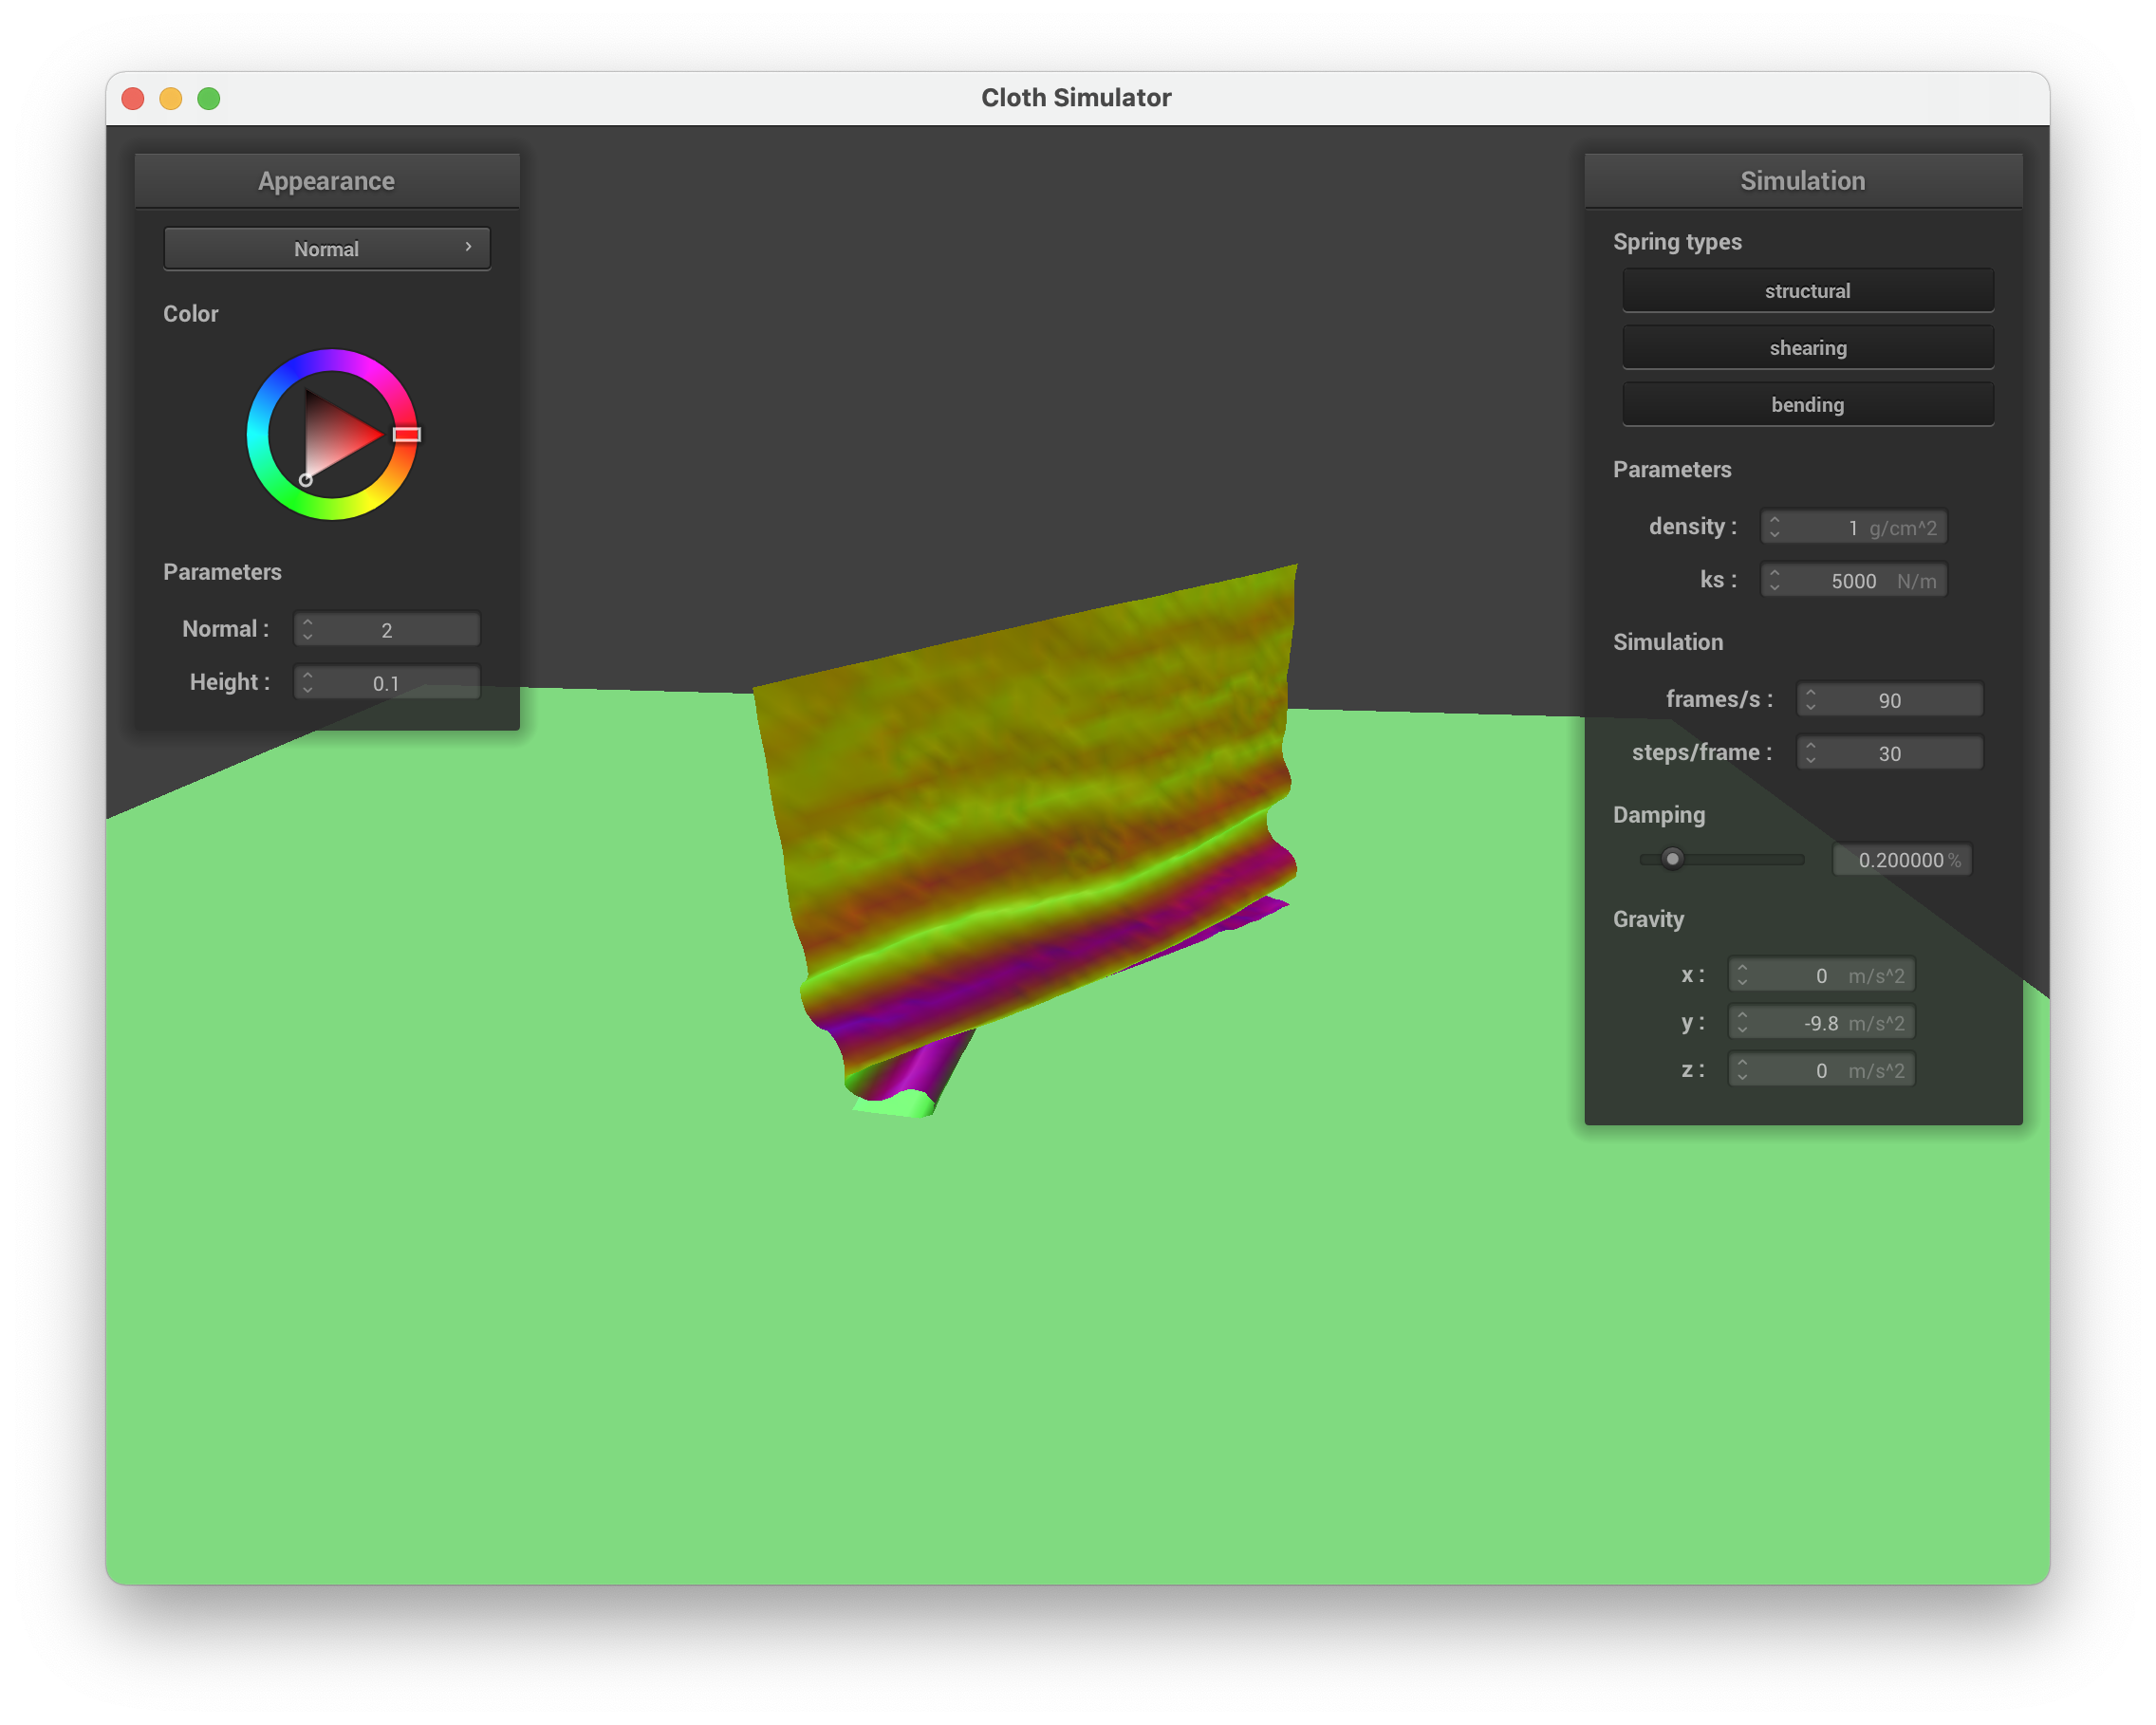 Cloth Simulator
Appearance
Normal
Color
Parameters
Normal : 2
Height : 0.1
Simulation
Spring types
structural
shearing
bending
Parameters
density : 1 g/cm^2
ks : 5000 N/m
Simulation
frames/s : 90
steps/frame : 30
Damping
0.200000 %
Gravity
x : 0 m/s^2
y : -9.8 m/s^2
z : 0 m/s^2